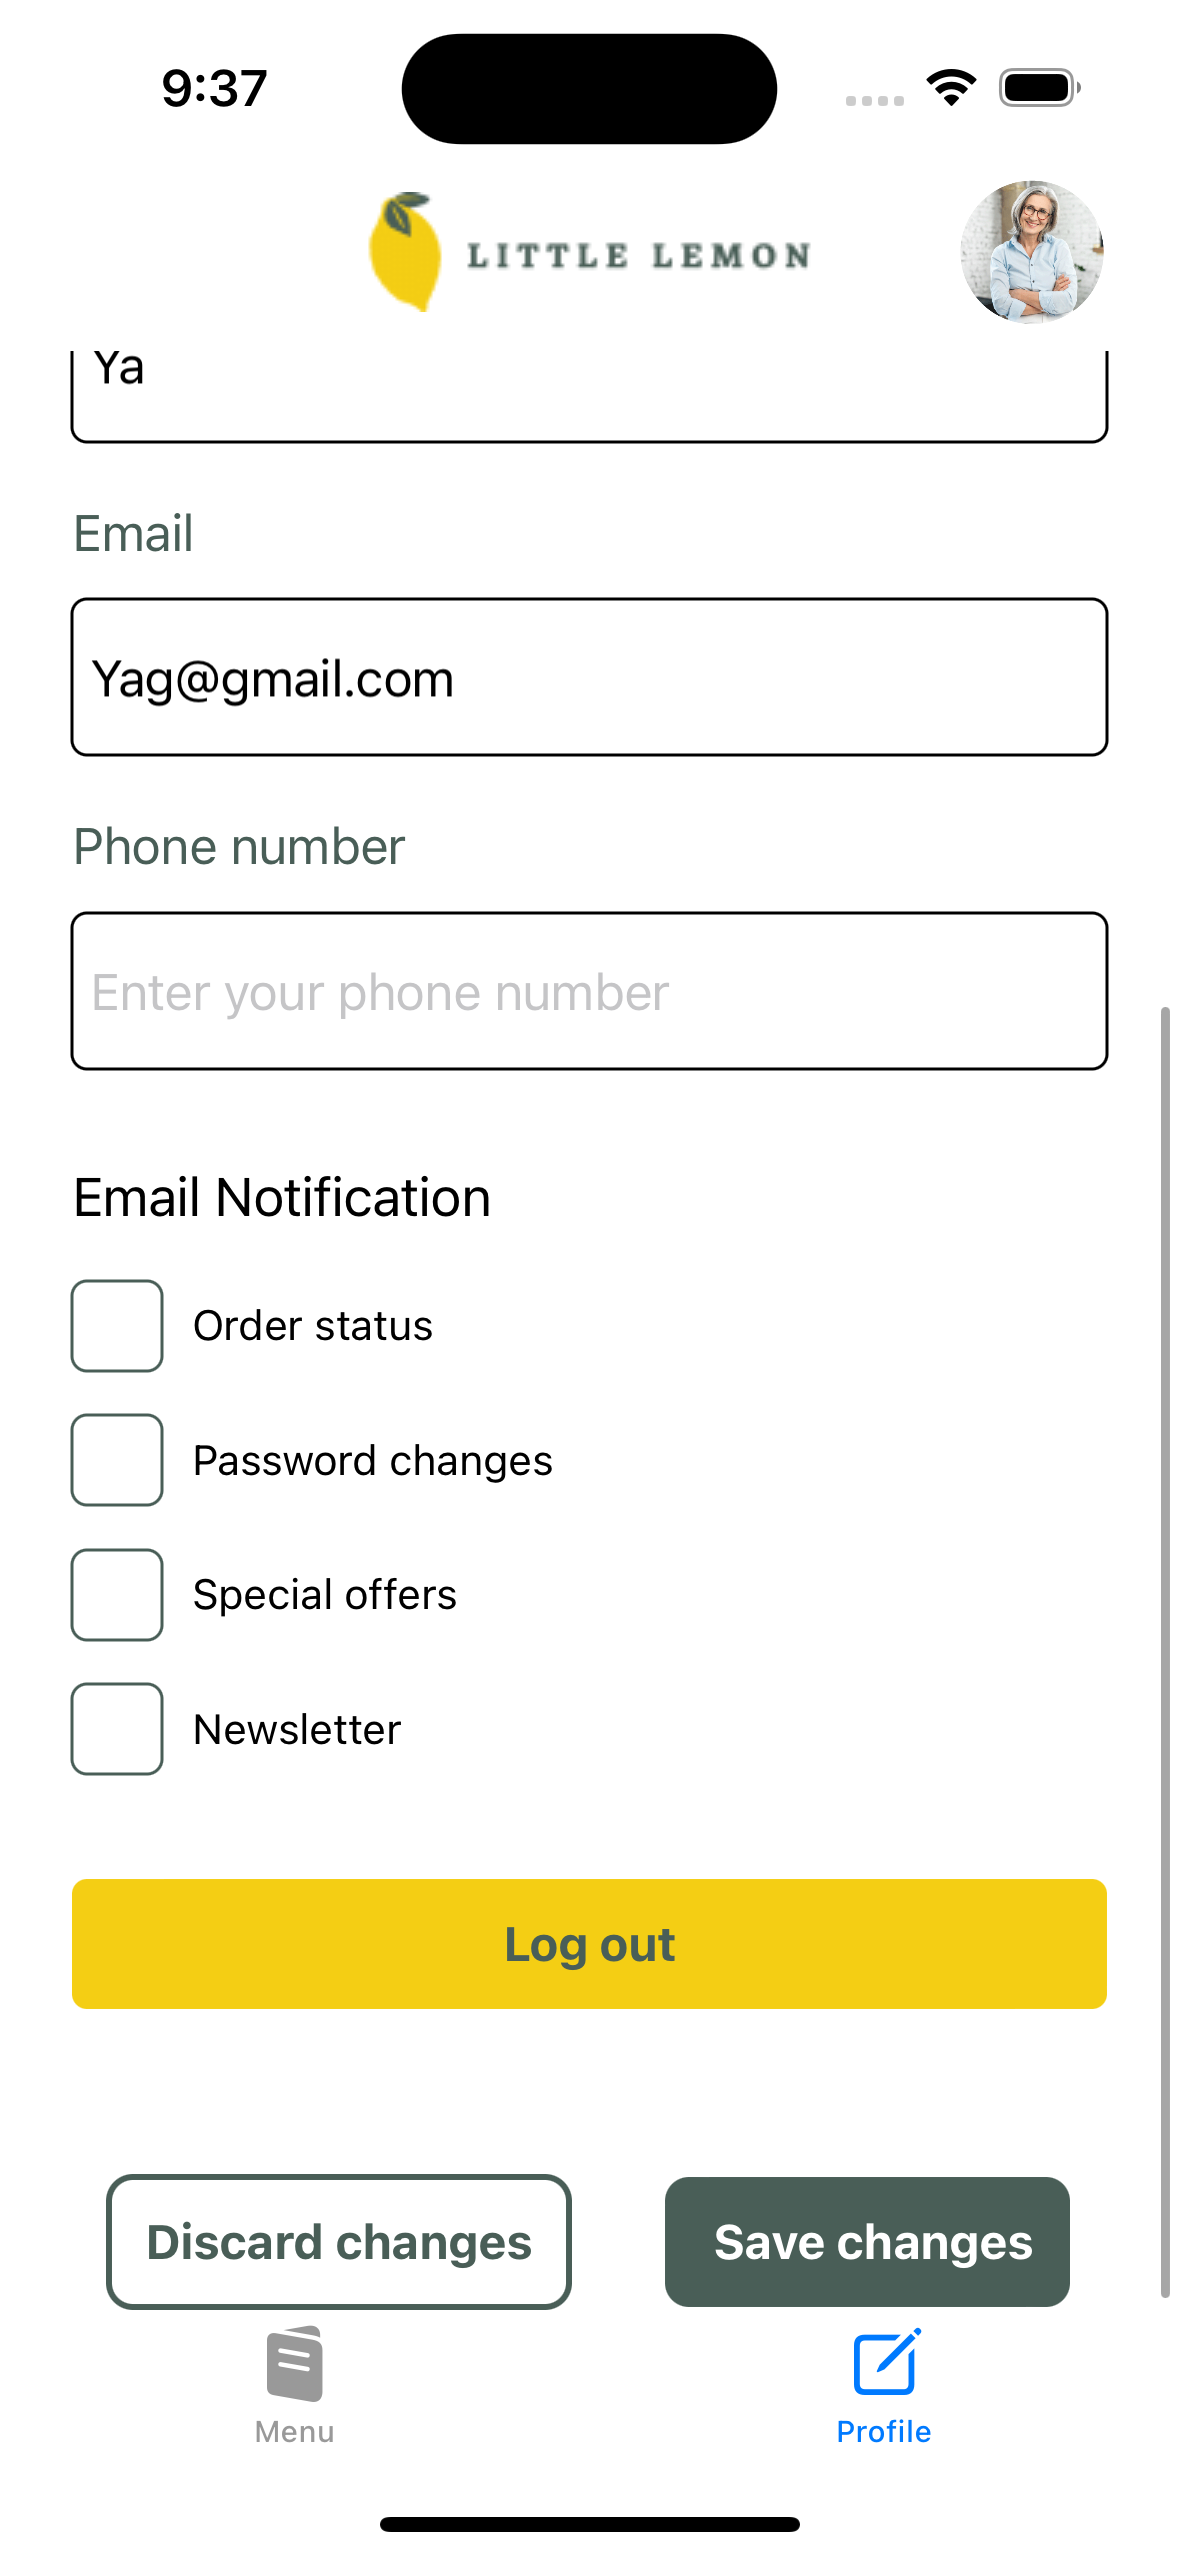 9:37
LITTLE LEMON
Ya
Email
Yag@gmail.com
Phone number
Enter your phone number
Email Notification
Order status
Password changes
Special offers
Newsletter
Log out
Discard changes
Save changes
Menu
Profile